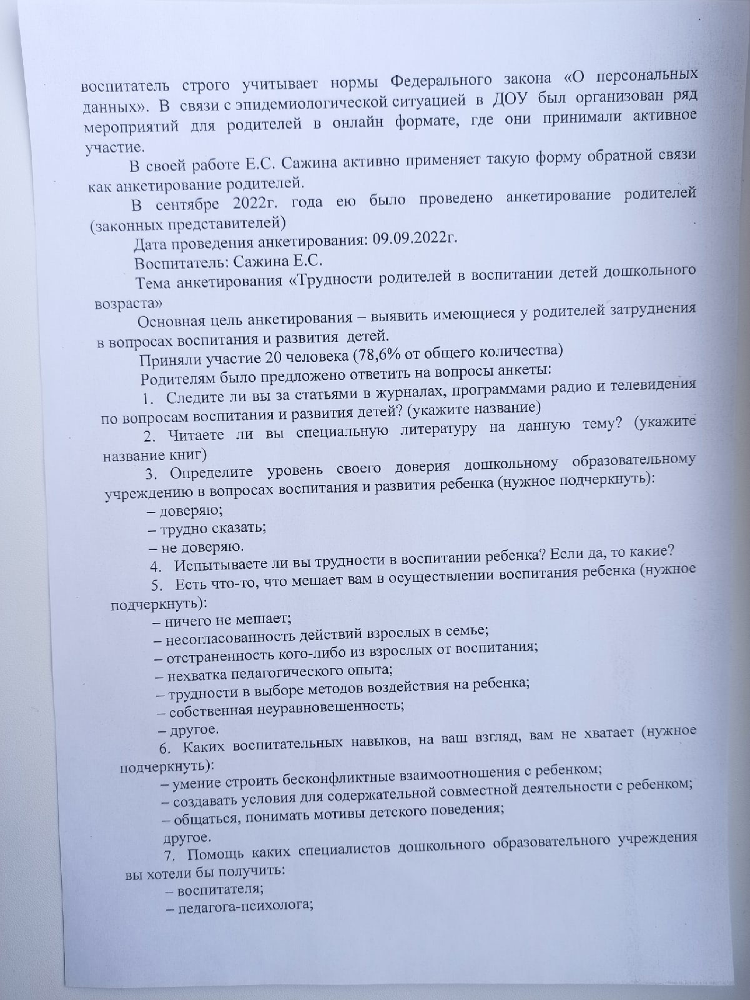 воспитатель строго учитывает нормы Федерального закона «О персональных
данных». В связи с эпидемиологической ситуацией в ДОУ был организован ряд
мероприятий для родителей в онлайн формате, где они принимали активное
участие.
В своей работе Е.С. Сажина активно применяет такую форму обратной связи
как анкетирование родителей.
В сентябре 2022г. года ею было проведено анкетирование родителей
(законных представителей)
Дата проведения анкетирования: 09.09.2022г.
Воспитатель: Сажина Е.С.
Тема анкетирования «Трудности родителей в воспитании детей дошкольного
возраста»
Основная цель анкетирования – выявить имеющиеся у родителей затруднения
в вопросах воспитания и развития детей.
Приняли участие 20 человека (78,6% от общего количества)
Родителям было предложено ответить на вопросы анкеты:
1. Следите ли вы за статьями в журналах, программами радио и телевидения
по вопросам воспитания и развития детей? (укажите название)
2. Читаете ли вы специальную литературу на данную тему? (укажите
название книг)
3. Определите уровень своего доверия дошкольному образовательному
учреждению в вопросах воспитания и развития ребенка (нужное подчеркнуть):
– доверяю;
– трудно сказать;
– не доверяю.
4. Испытываете ли вы трудности в воспитании ребенка? Если да, то какие?
5. Есть что-то, что мешает вам в осуществлении воспитания ребенка (нужное
подчеркнуть):
– ничего не мешает;
– несогласованность действий взрослых в семье;
– отстраненность кого-либо из взрослых от воспитания;
– нехватка педагогического опыта;
– трудности в выборе методов воздействия на ребенка;
– собственная неуравновешенность;
– другое.
6. Каких воспитательных навыков, на ваш взгляд, вам не хватает (нужное
подчеркнуть):
– умение строить бесконфликтные взаимоотношения с ребенком;
– создавать условия для содержательной совместной деятельности с ребенком;
– общаться, понимать мотивы детского поведения;
другое.
7. Помощь каких специалистов дошкольного образовательного учреждения
вы хотели бы получить:
– воспитателя;
– педагога-психолога;